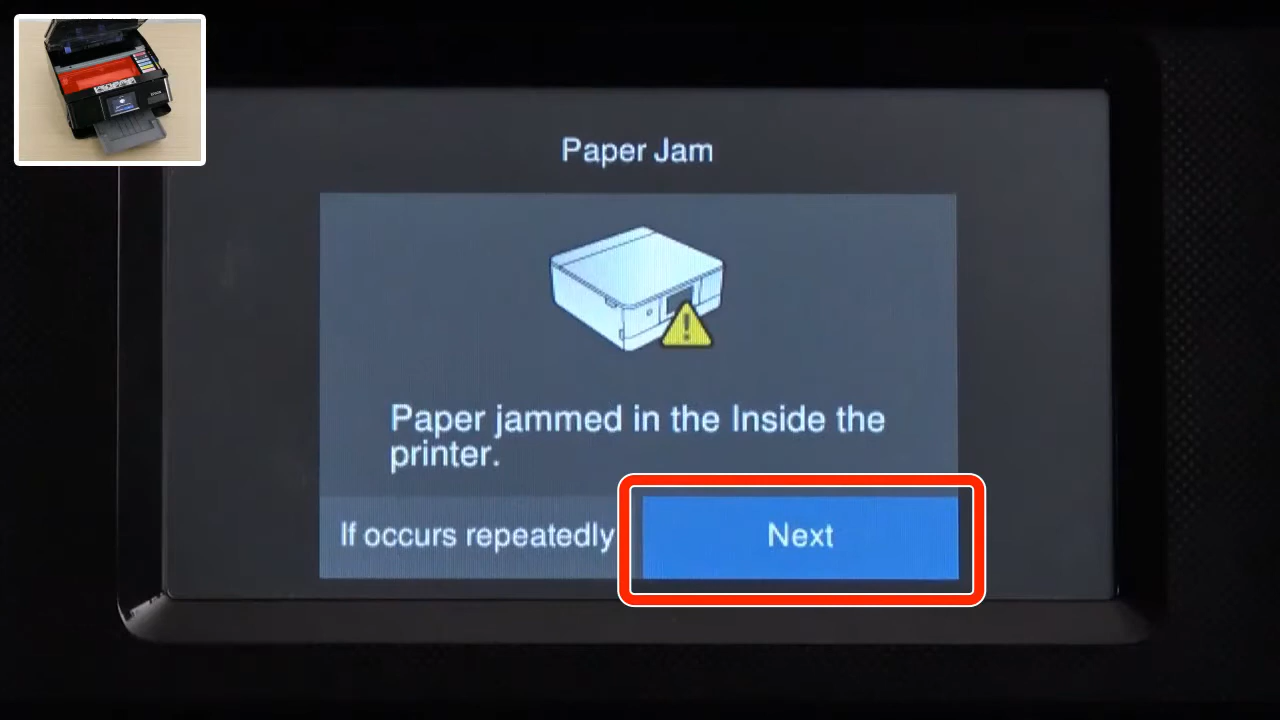 Paper Jam
Paper jammed in the Inside the
printer.
If occurs repeatedly
Next